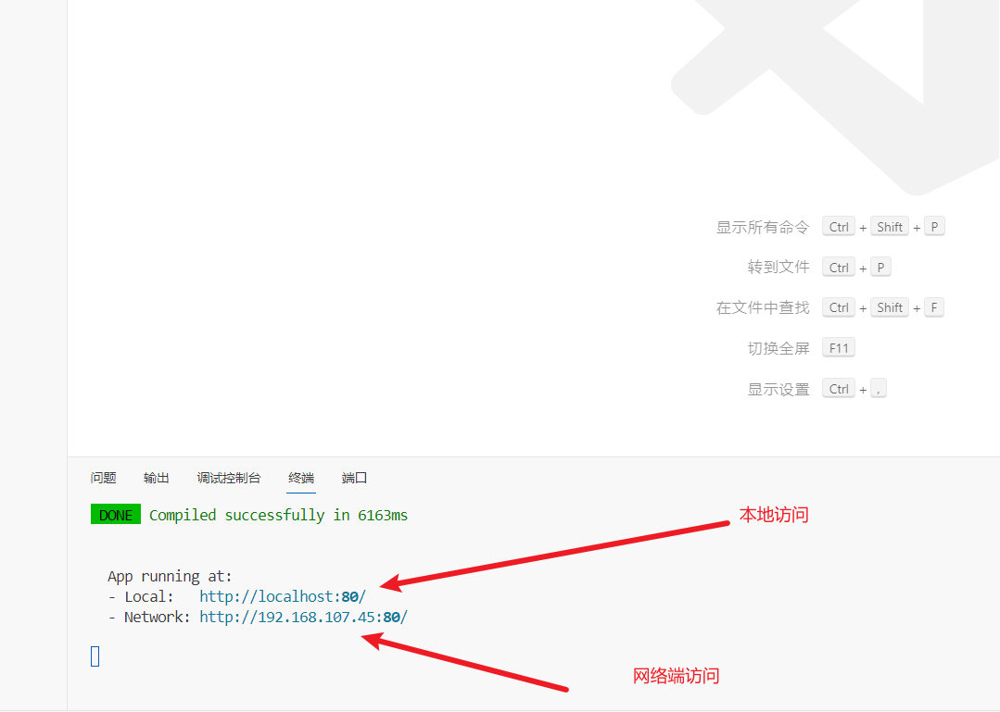 显示所有命令 Ctrl + Shift + P
转到文件 Ctrl + P
在文件中查找 Ctrl + Shift + F
切换全屏 F11
显示设置 Ctrl + ,
问题 输出 调试控制台 终端 端口
DONE Compiled successfully in 6163ms
本地访问
App running at:
- Local: http://localhost:80/
- Network: http://192.168.107.45:80/
网络端访问